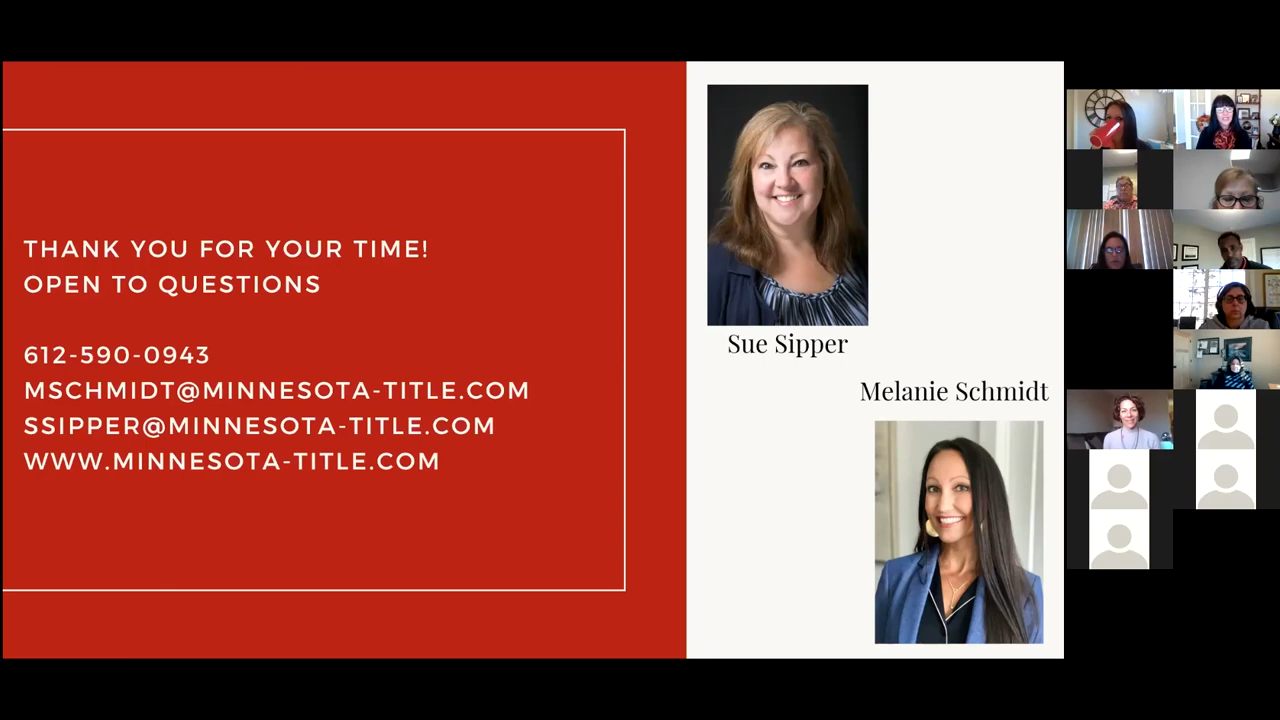 THANK YOU FOR YOUR TIME!
OPEN TO QUESTIONS
612-590-0943
MSCHMIDT@MINNESOTA-TITLE.COM
SSIPPER@MINNESOTA-TITLE.COM
WWW.MINNESOTA-TITLE.COM
Sue Sipper
Melanie Schmidt